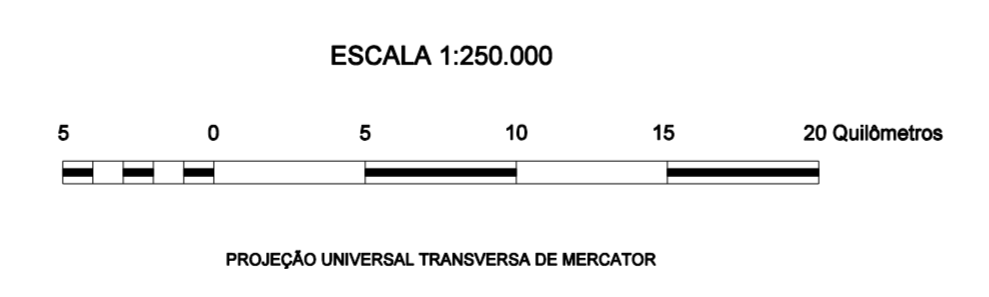 ESCALA 1:250.000
5 0 5 10 15 20 Quilômetros
PROJEÇÃO UNIVERSAL TRANSVERSA DE MERCATOR